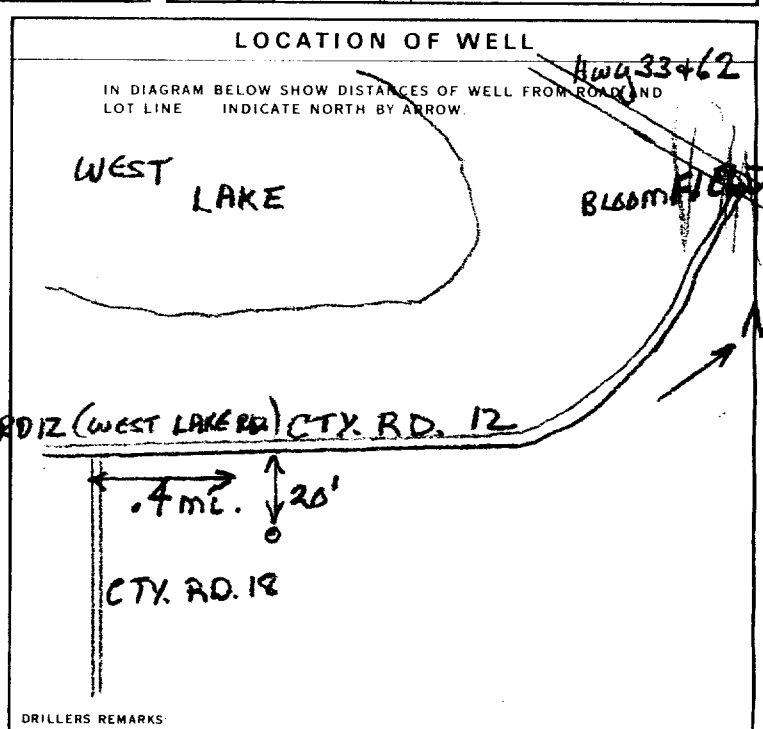 LOCATION OF WELL
Hwy 33 + 62
IN DIAGRAM BELOW SHOW DISTANCES OF WELL FROM ROAD AND
LOT LINE INDICATE NORTH BY ARROW.
WEST
LAKE
BLOOMFIELD
RD 12 (WEST LAKE RD) CTY. RD. 12
.4 mi.
20'
CTY. RD. 18
DRILLERS REMARKS